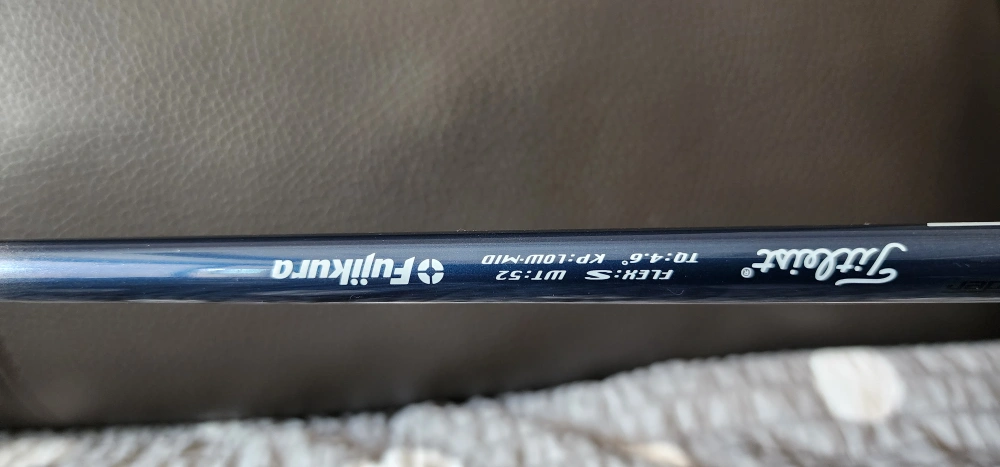 Titleist®
FLEX:S WT:52
TQ:4.6° KP:LOW-MID
Fujikura